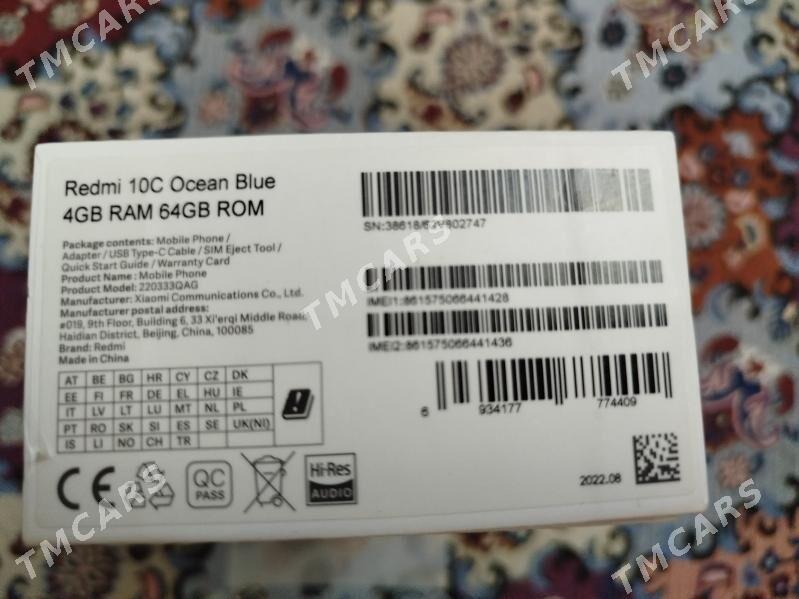 TMCARS
TMCARS
TMCARS
Redmi 10C Ocean Blue
4GB RAM 64GB ROM
Package contents: Mobile Phone /
Adapter / USB Type-C Cable / SIM Eject Tool /
Quick Start Guide / Warranty Card
Product Name: Mobile Phone
Product Model: 220333QAG
Manufacturer: Xiaomi Communications Co., Ltd.
Manufacturer postal address:
#019, 9th Floor, Building 6, 33 Xi'erqi Middle Road,
Haidian District, Beijing, China, 100085
Brand: Redmi
Made in China
AT BE BG HR CY CZ DK
EE FI FR DE EL HU IE
IT LV LT LU MT NL PL
PT RO SK SI ES SE UK(NI)
IS LI NO CH TR
CE
QC
PASS
Hi-Res
AUDIO
IMEI1:861575066441428
IMEI2:861575066441436
6 934177 774409
2022.08
TMCARS
TMCARS
TMCARS
TMCARS